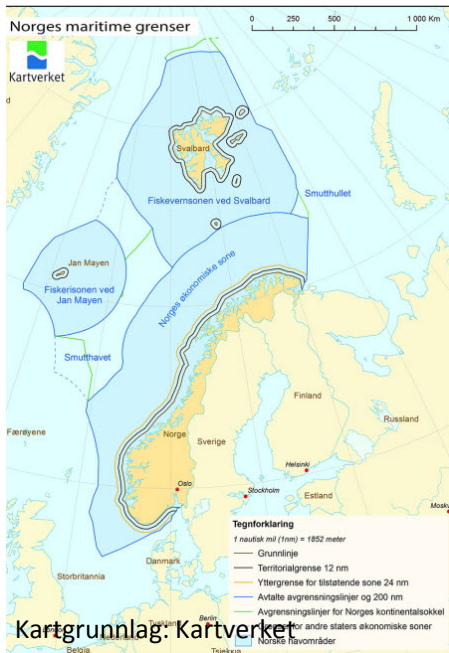 Norges maritime grenser
0 250 500 1 000 Km
Kartverket
Svalbard
Fiskevernsonen ved Svalbard
Smutthullet
Jan Mayen
Fiskerisonen ved
Jan Mayen
Norges økonomiske sone
Smutthavet
Finland
Russland
Færøyene
Norge
Sverige
Helsinki
Oslo
Stockholm
Estland
Danmark
Storbritannia
Berlin
Belgia
Tegnforklaring
1 nautisk mil (1nm) = 1852 meter
Grunnlinje
Territorialgrense 12 nm
Yttergrense for tilstøtende sone 24 nm
Avtalte avgrensningslinjer og 200 nm
Avgrensningslinjer for Norges kontinentalsokkel
for andre staters økonomiske soner
Norske havområder
Kartgrunnlag: Kartverket